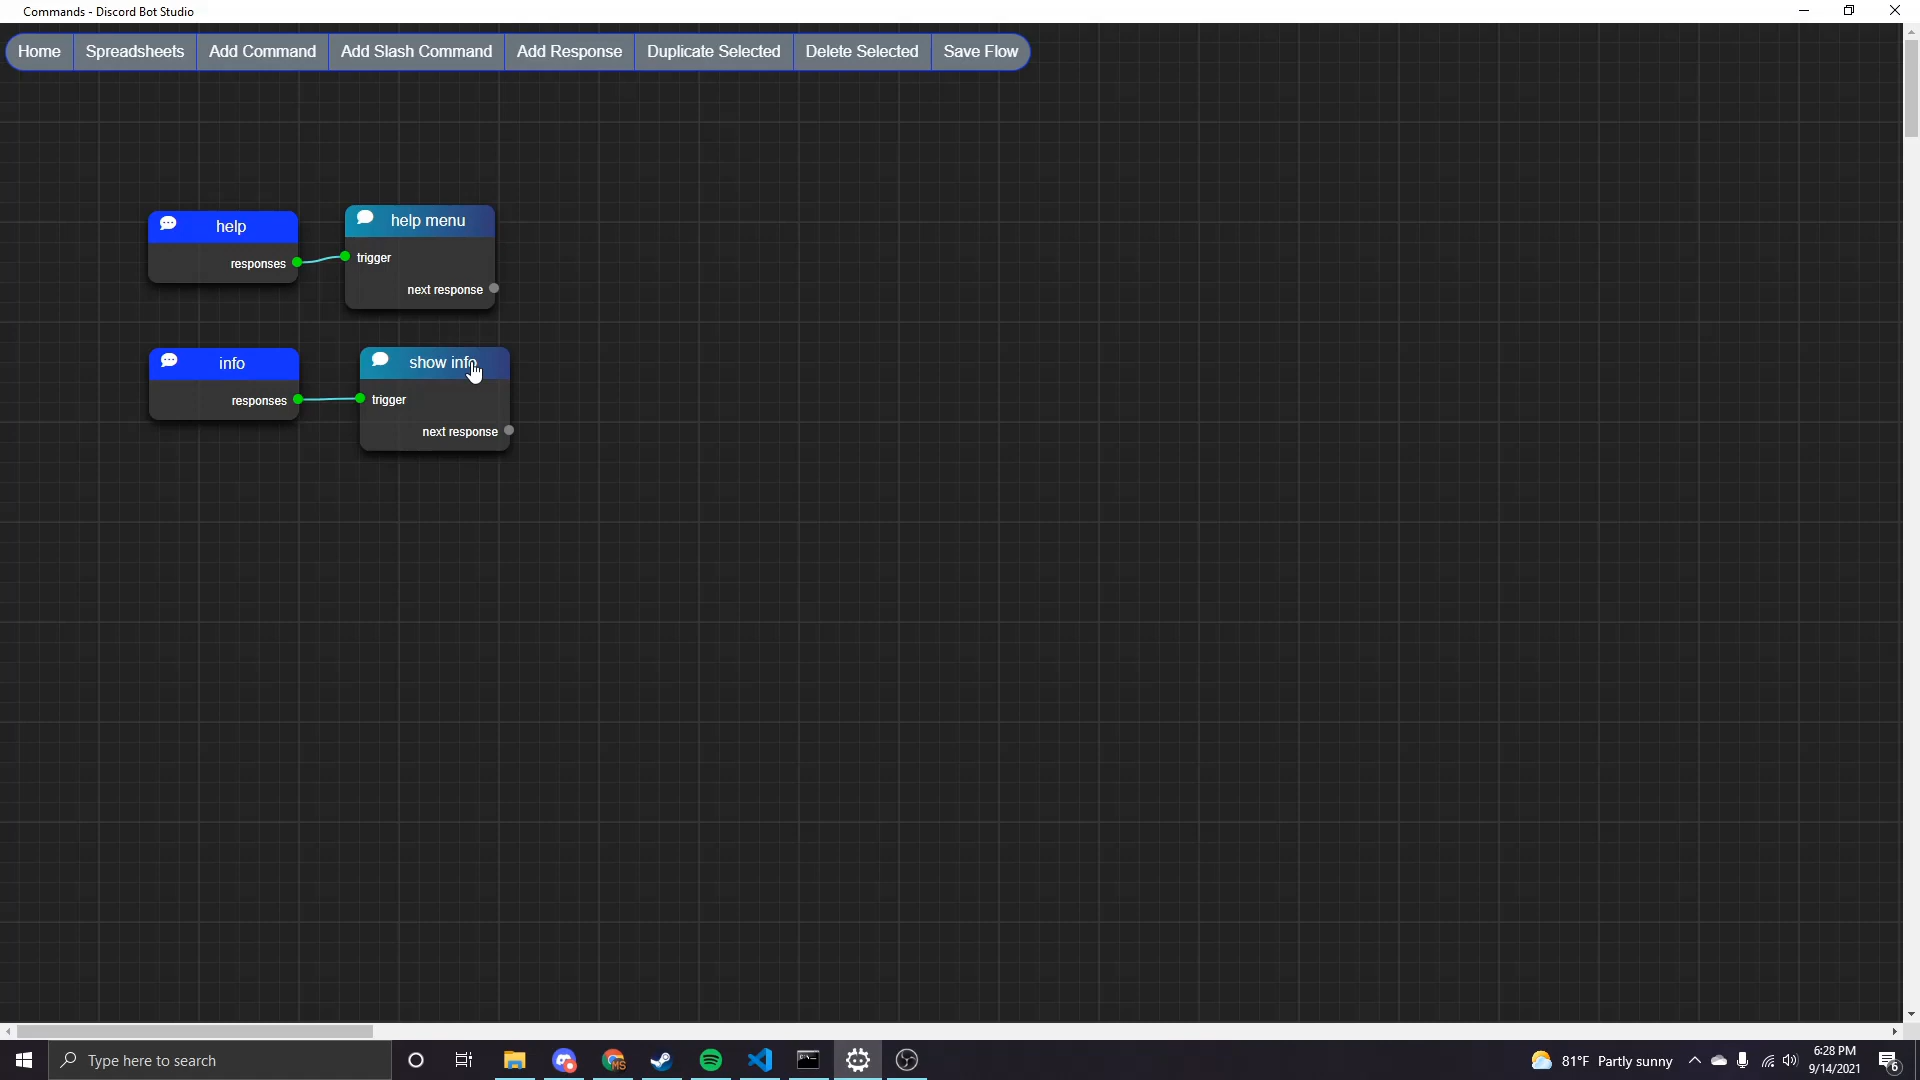 Commands - Discord Bot Studio
Home Spreadsheets Add Command Add Slash Command Add Response Duplicate Selected Delete Selected Save Flow
help
responses
help menu
trigger
next response
info
responses
show info
trigger
next response
Type here to search
MS
81°F Partly sunny
6:28 PM
9/14/2021
6